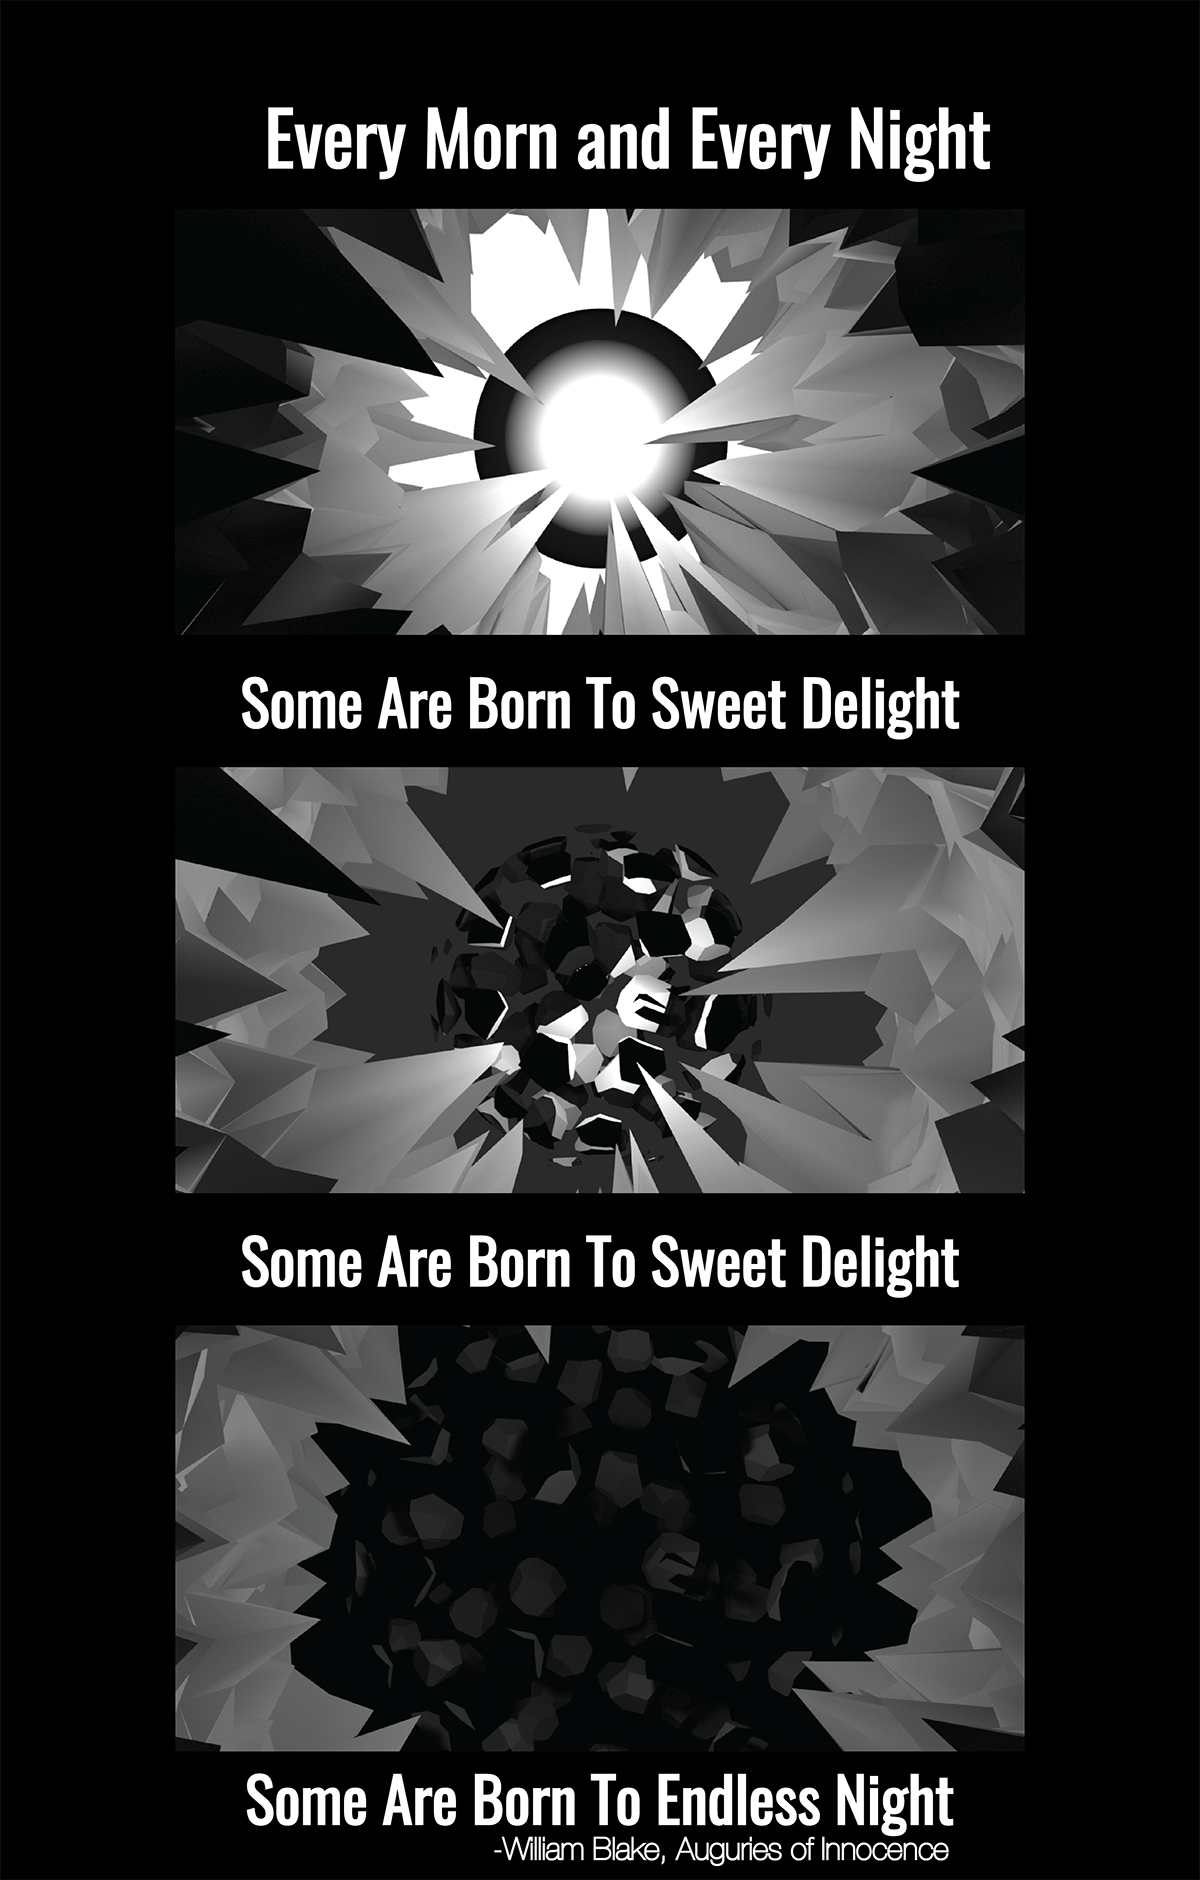 Every Morn and Every Night
Some Are Born To Sweet Delight
Some Are Born To Sweet Delight
Some Are Born To Endless Night
-William Blake, Auguries of Innocence